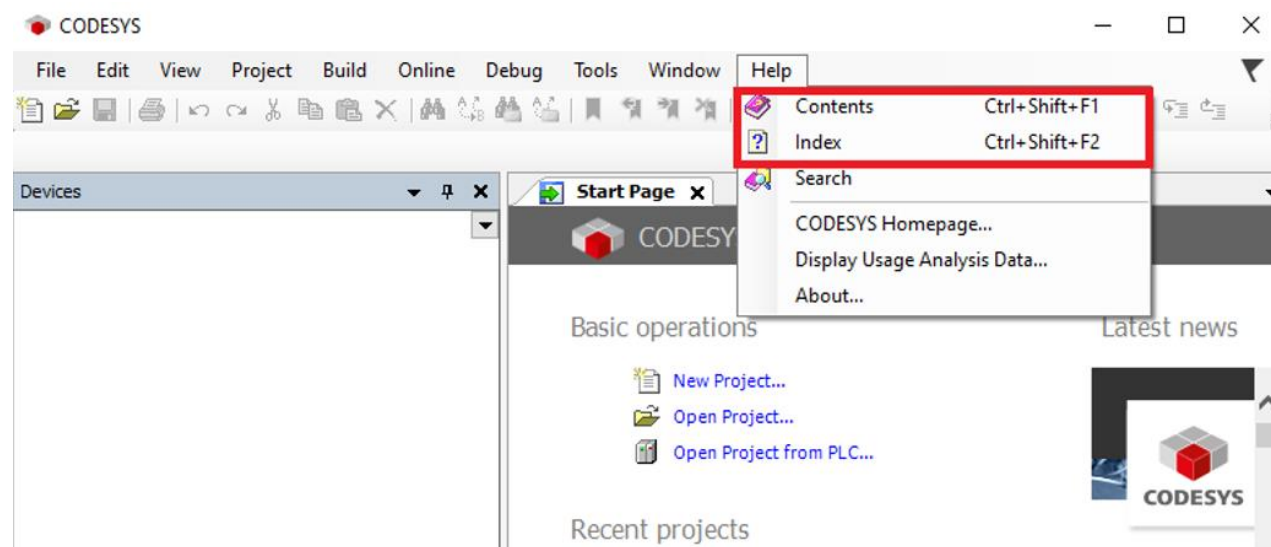 CODESYS
File Edit View Project Build Online Debug Tools Window Help
Contents Ctrl+Shift+F1
Index Ctrl+Shift+F2
Search
CODESYS Homepage...
Display Usage Analysis Data...
About...
Devices
Start Page
CODESY
Basic operations
New Project...
Open Project...
Open Project from PLC...
Recent projects
Latest news
CODESYS